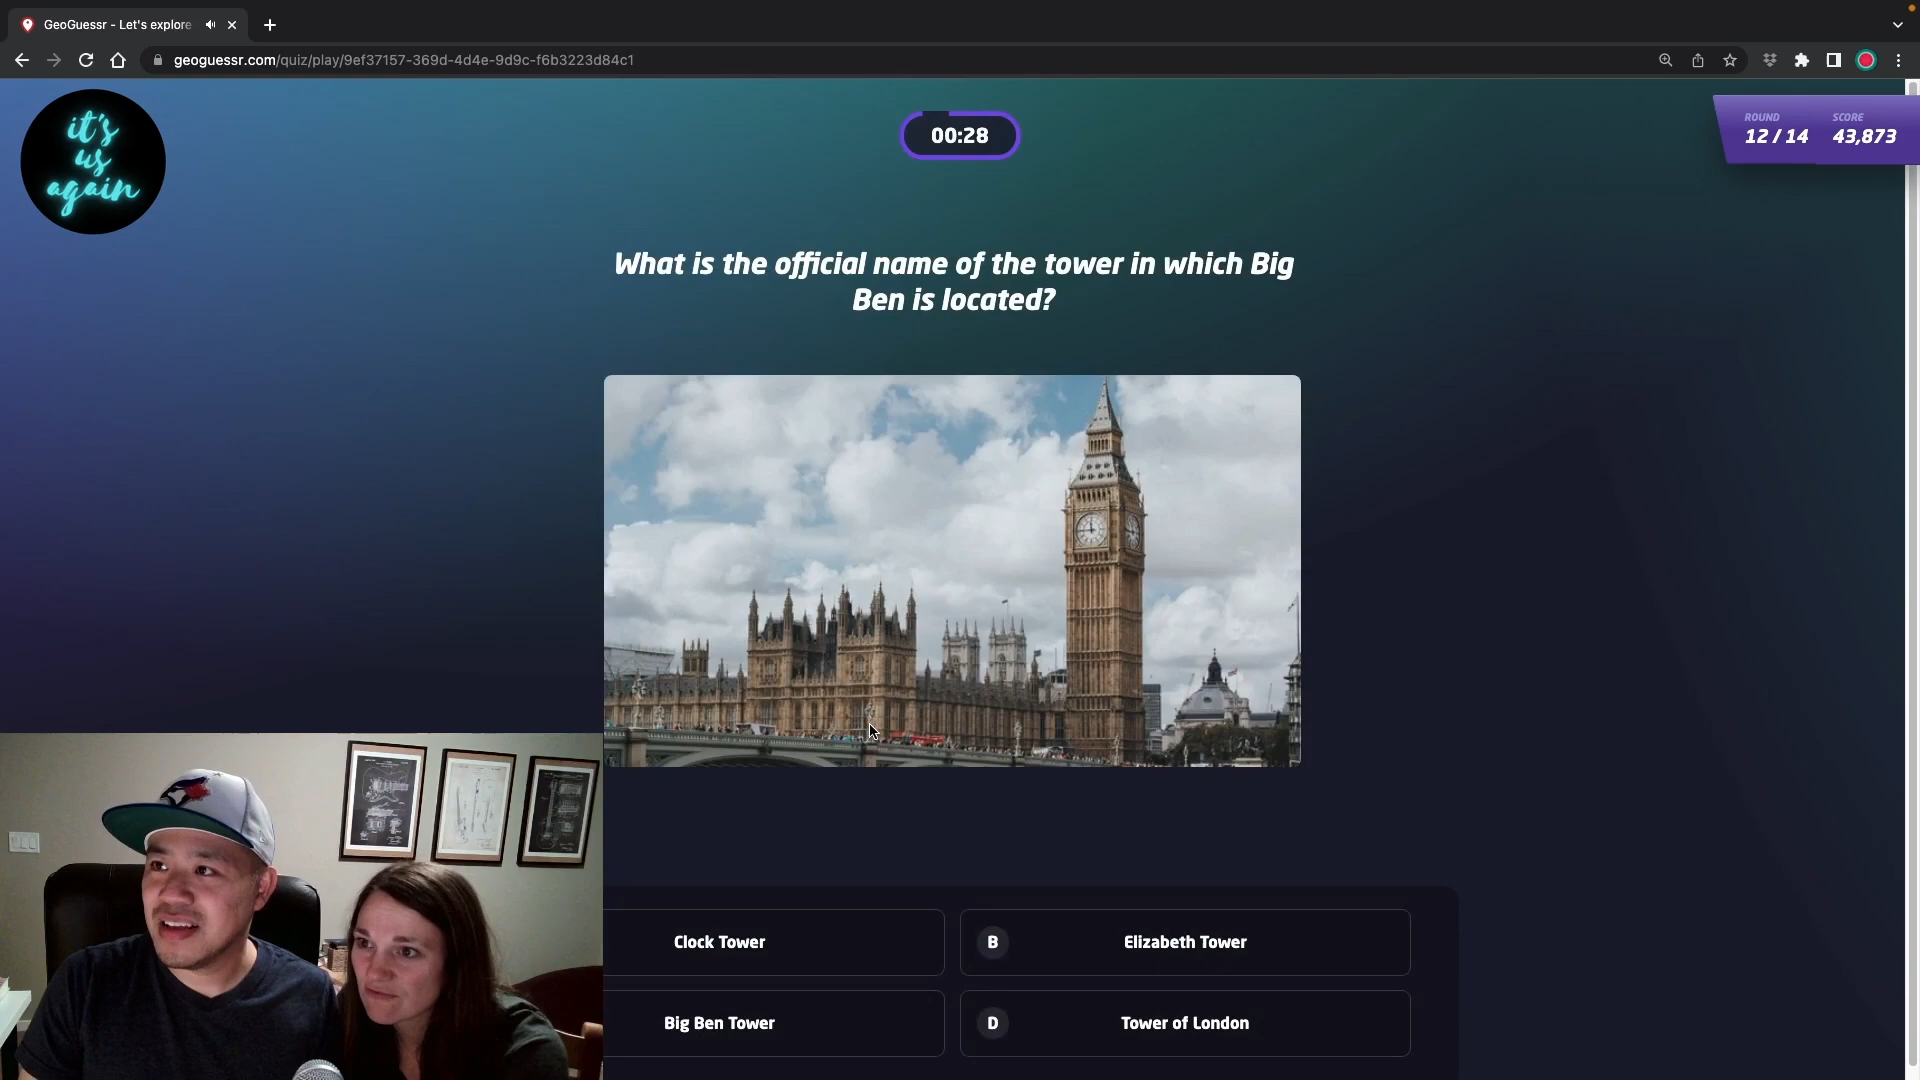 GeoGuessr - Let's explore
geoguessr.com/quiz/play/9ef37157-369d-4d4e-9d9c-f6b3223d84c1
it's
us
again
00:28
ROUND
12 / 14
SCORE
43,873
What is the official name of the tower in which Big
Ben is located?
Clock Tower
B
Elizabeth Tower
Big Ben Tower
D
Tower of London